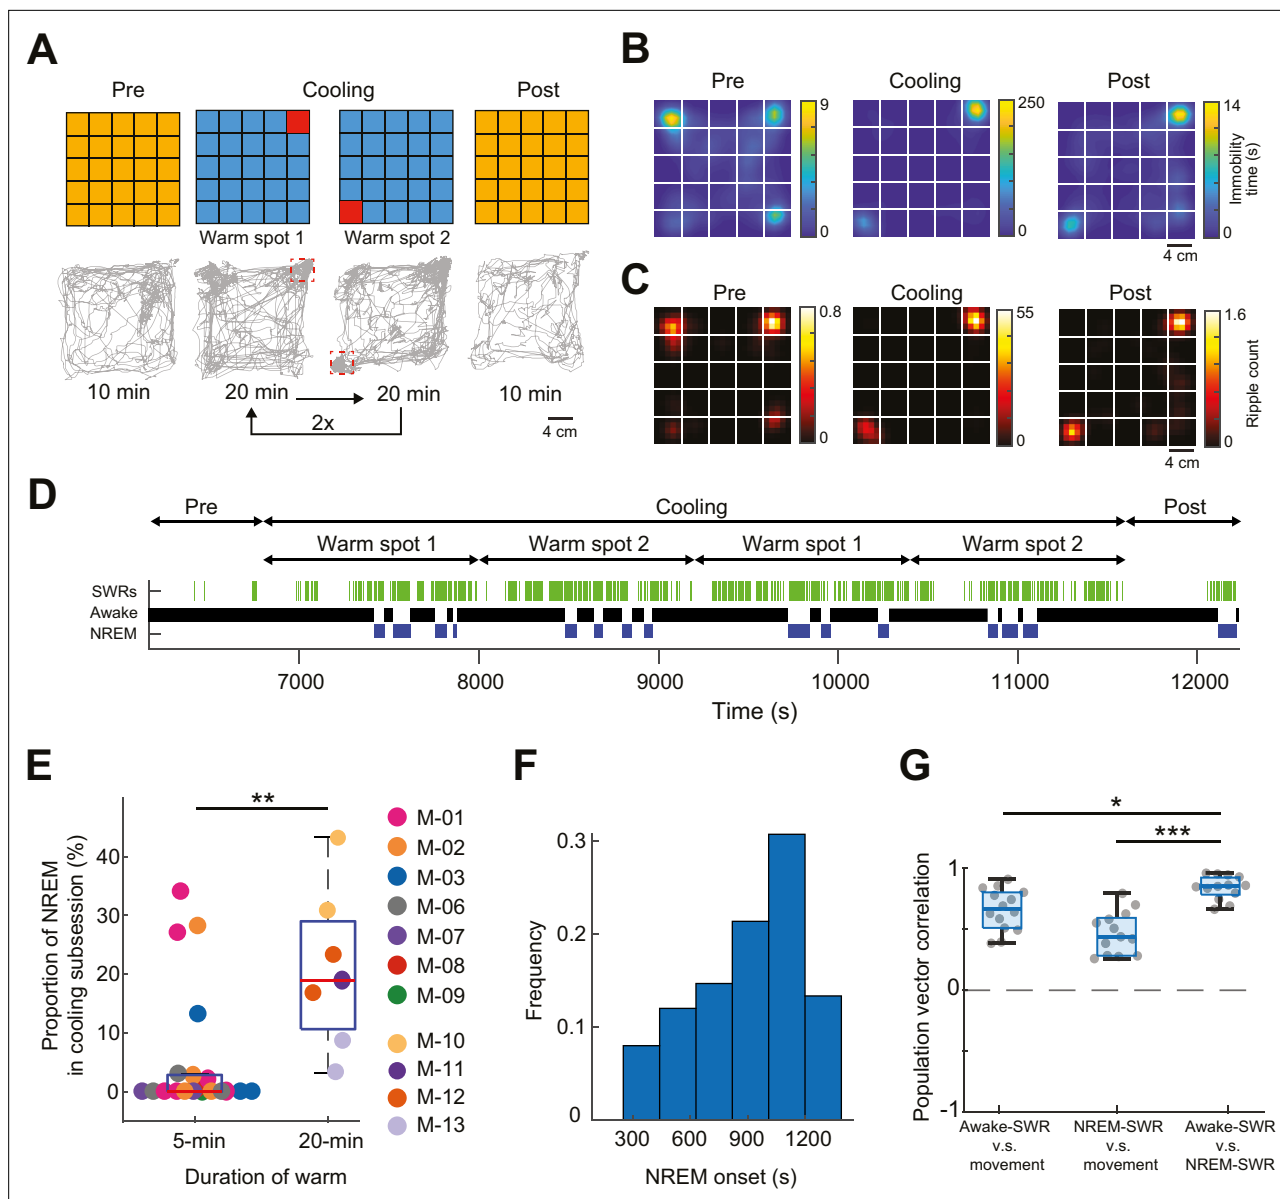 A
Pre
Cooling
Post
Warm spot 1
Warm spot 2
10 min
20 min
20 min
10 min
2x
4 cm
B
Pre
Cooling
Post
9
0
250
0
14
0
Immobility
time (s)
4 cm
C
Pre
Cooling
Post
0.8
0
55
0
1.6
0
Ripple count
4 cm
D
Pre
Cooling
Post
Warm spot 1
Warm spot 2
Warm spot 1
Warm spot 2
SWRs
Awake
NREM
7000
8000
9000
10000
11000
12000
Time (s)
E
Proportion of NREM
in cooling subsession (%)
**
40
30
20
10
0
5-min
20-min
Duration of warm
M-01
M-02
M-03
M-06
M-07
M-08
M-09
M-10
M-11
M-12
M-13
F
Frequency
0.3
0.2
0.1
0
300
600
900
1200
NREM onset (s)
G
Population vector correlation
*
***
1
0
-1
Awake-SWR
v.s.
movement
NREM-SWR
v.s.
movement
Awake-SWR
v.s.
NREM-SWR